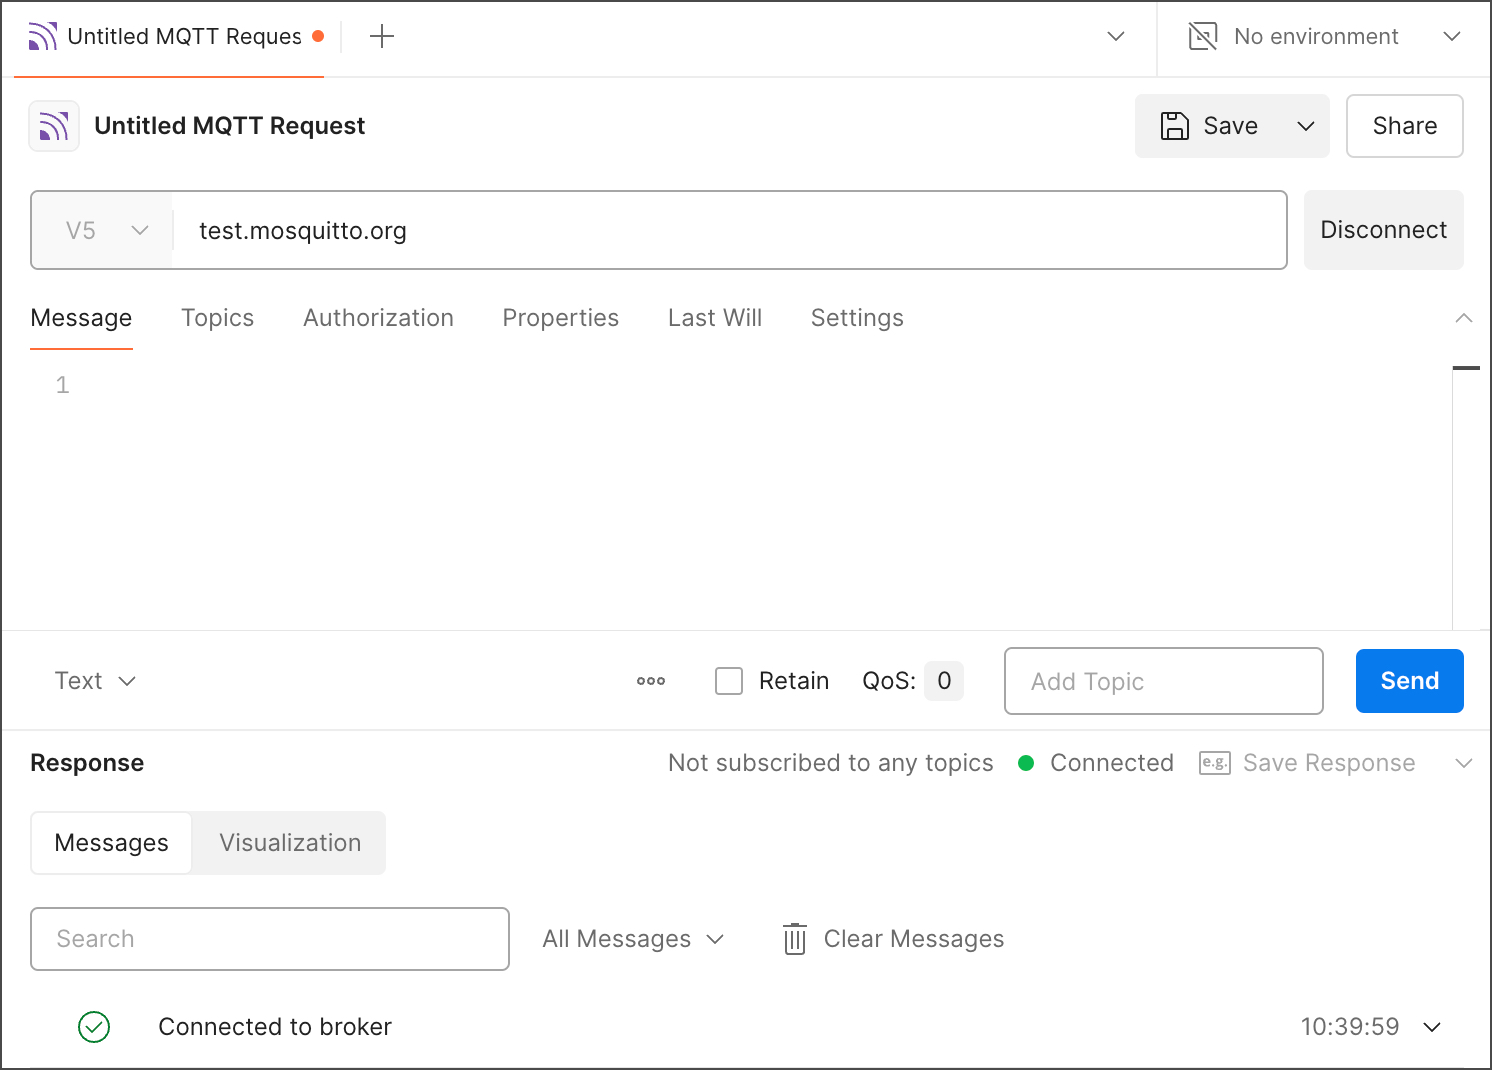 Untitled MQTT Reques
No environment
Untitled MQTT Request
Save
Share
V5
test.mosquitto.org
Disconnect
Message Topics Authorization Properties Last Will Settings
1
Text
Retain
QoS: 0
Add Topic
Send
Response
Not subscribed to any topics
Connected
e.g. Save Response
Messages Visualization
Search
All Messages
Clear Messages
Connected to broker
10:39:59